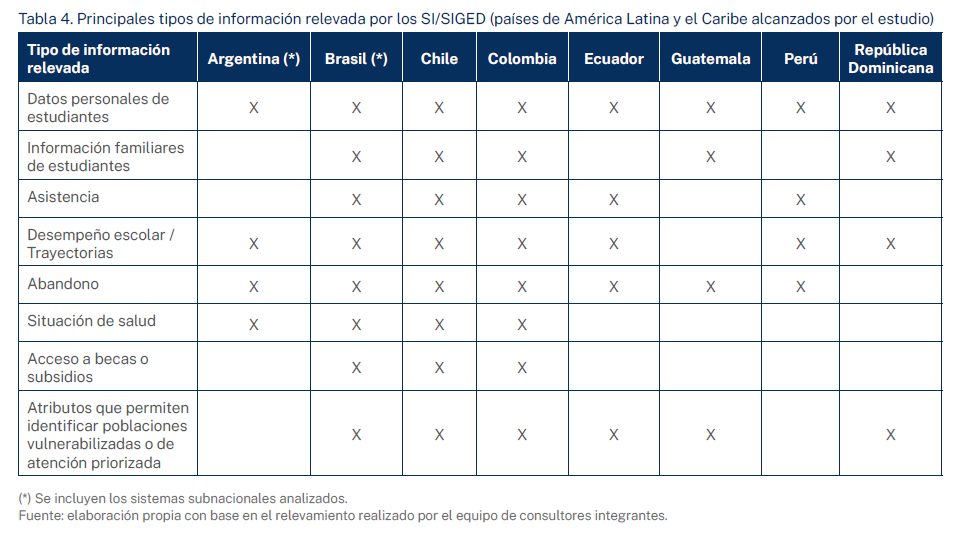 Tabla 4. Principales tipos de información relevada por los SI/SIGED (países de América Latina y el Caribe alcanzados por el estudio)
Tipo de información
relevada
Argentina (*)
Brasil (*)
Chile
Colombia
Ecuador
Guatemala
Perú
República
Dominicana
Datos personales de
estudiantes
X X X X X X X X
Información familiares
de estudiantes
X X X X X
Asistencia
X X X X X
Desempeño escolar /
Trayectorias
X X X X X X X
Abandono
X X X X X X X
Situación de salud
X X X X
Acceso a becas o
subsidios
X X X
Atributos que permiten
identificar poblaciones
vulnerabilizadas o de
atención priorizada
X X X X X X
(*) Se incluyen los sistemas subnacionales analizados.
Fuente: elaboración propia con base en el relevamiento realizado por el equipo de consultores integrantes.